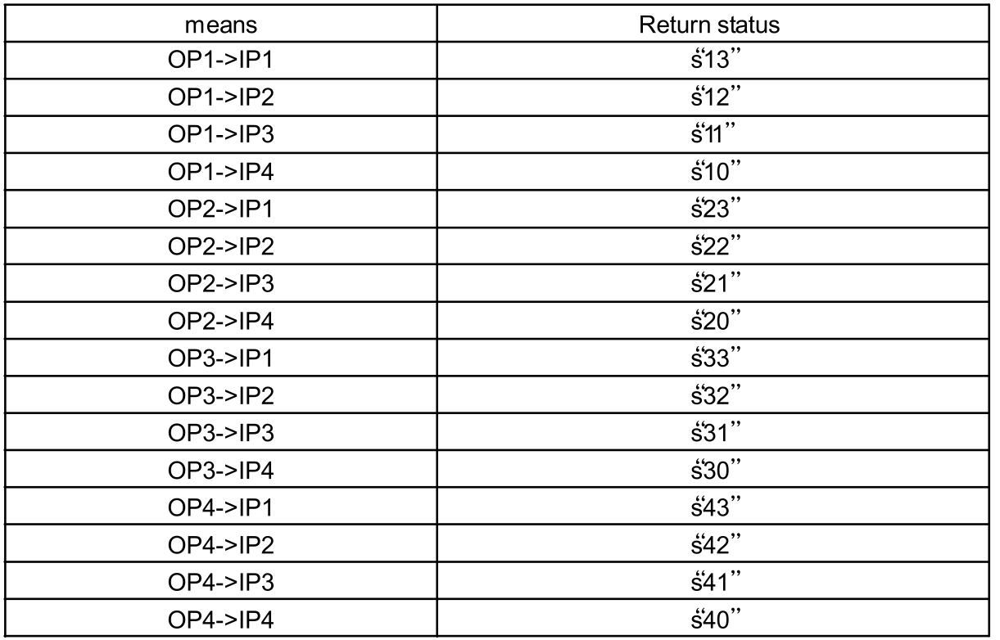 means Return status
OP1->IP1 “s13”
OP1->IP2 “s12”
OP1->IP3 “s11”
OP1->IP4 “s10”
OP2->IP1 “s23”
OP2->IP2 “s22”
OP2->IP3 “s21”
OP2->IP4 “s20”
OP3->IP1 “s33”
OP3->IP2 “s32”
OP3->IP3 “s31”
OP3->IP4 “s30”
OP4->IP1 “s43”
OP4->IP2 “s42”
OP4->IP3 “s41”
OP4->IP4 “s40”